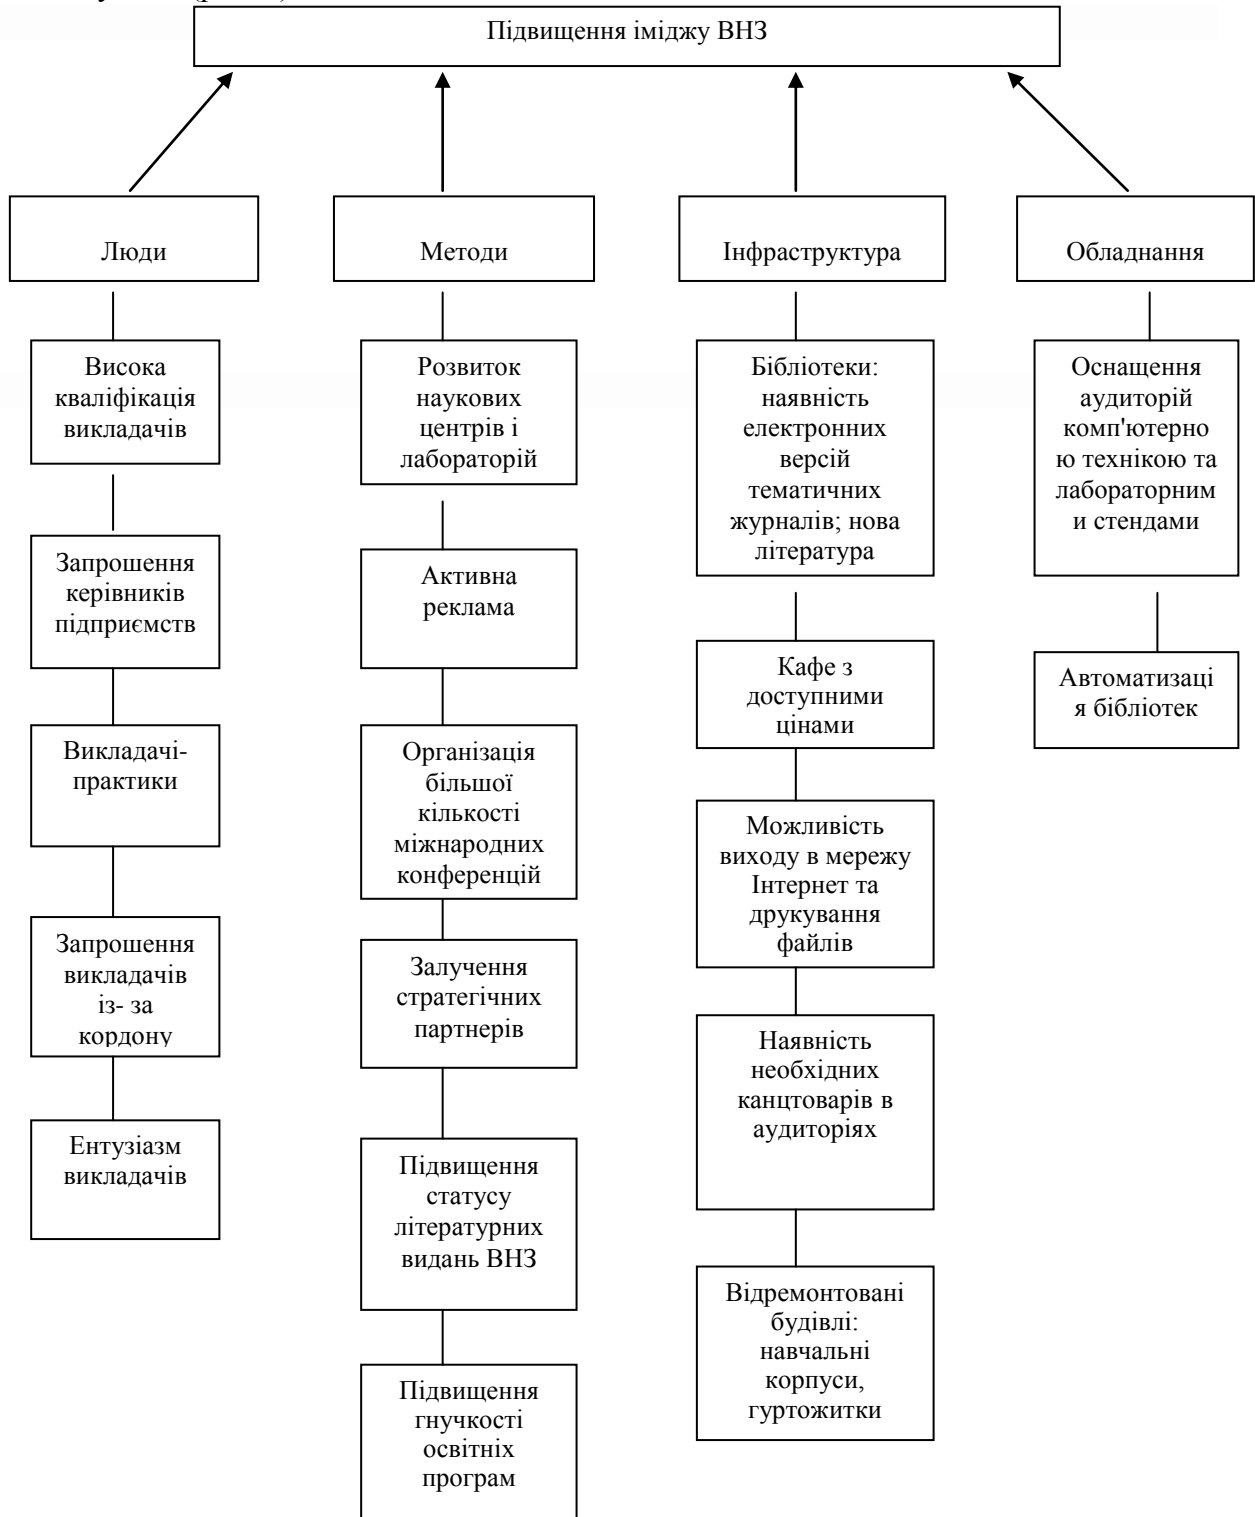 Підвищення іміджу ВНЗ
Люди
Висока
кваліфікація
викладачів
Запрошення
керівників
підприємств
Викладачі-
практики
Запрошення
викладачів
із- за
кордону
Ентузіазм
викладачів
Методи
Розвиток
наукових
центрів і
лабораторій
Активна
реклама
Організація
більшої
кількості
міжнародних
конференцій
Залучення
стратегічних
партнерів
Підвищення
статусу
літературних
видань ВНЗ
Підвищення
гнучкості
освітніх
програм
Інфраструктура
Бібліотеки:
наявність
електронних
версій
тематичних
журналів; нова
література
Кафе з
доступними
цінами
Можливість
виходу в мережу
Інтернет та
друкування
файлів
Наявність
необхідних
канцтоварів в
аудиторіях
Відремонтовані
будівлі:
навчальні
корпуси,
гуртожитки
Обладнання
Оснащення
аудиторій
комп'ютерно
ю технікою та
лабораторним
и стендами
Автоматизаці
я бібліотек